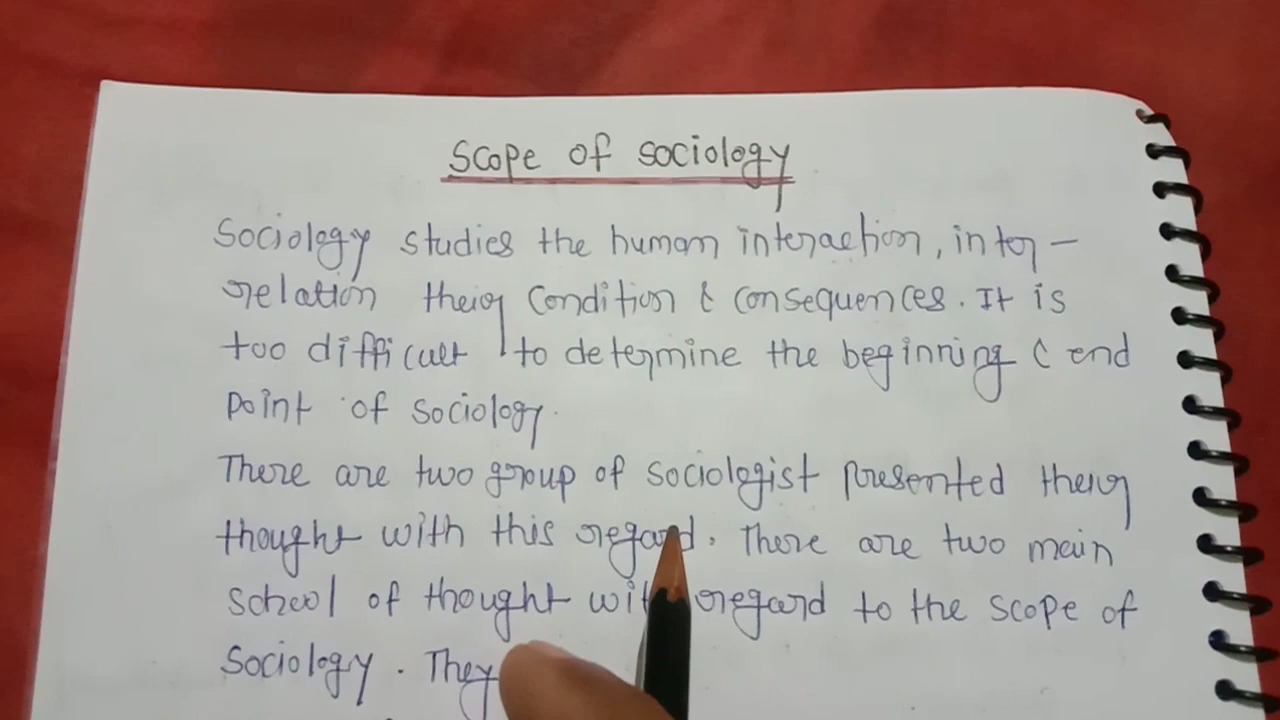 Scope of sociology
Sociology studies the human interaction, inter-
relation their condition & consequences. It is
too difficult to determine the beginning & end
point of sociology.
There are two group of sociologist presented their
thought with this regard. There are two main
school of thought with regard to the scope of
sociology. They